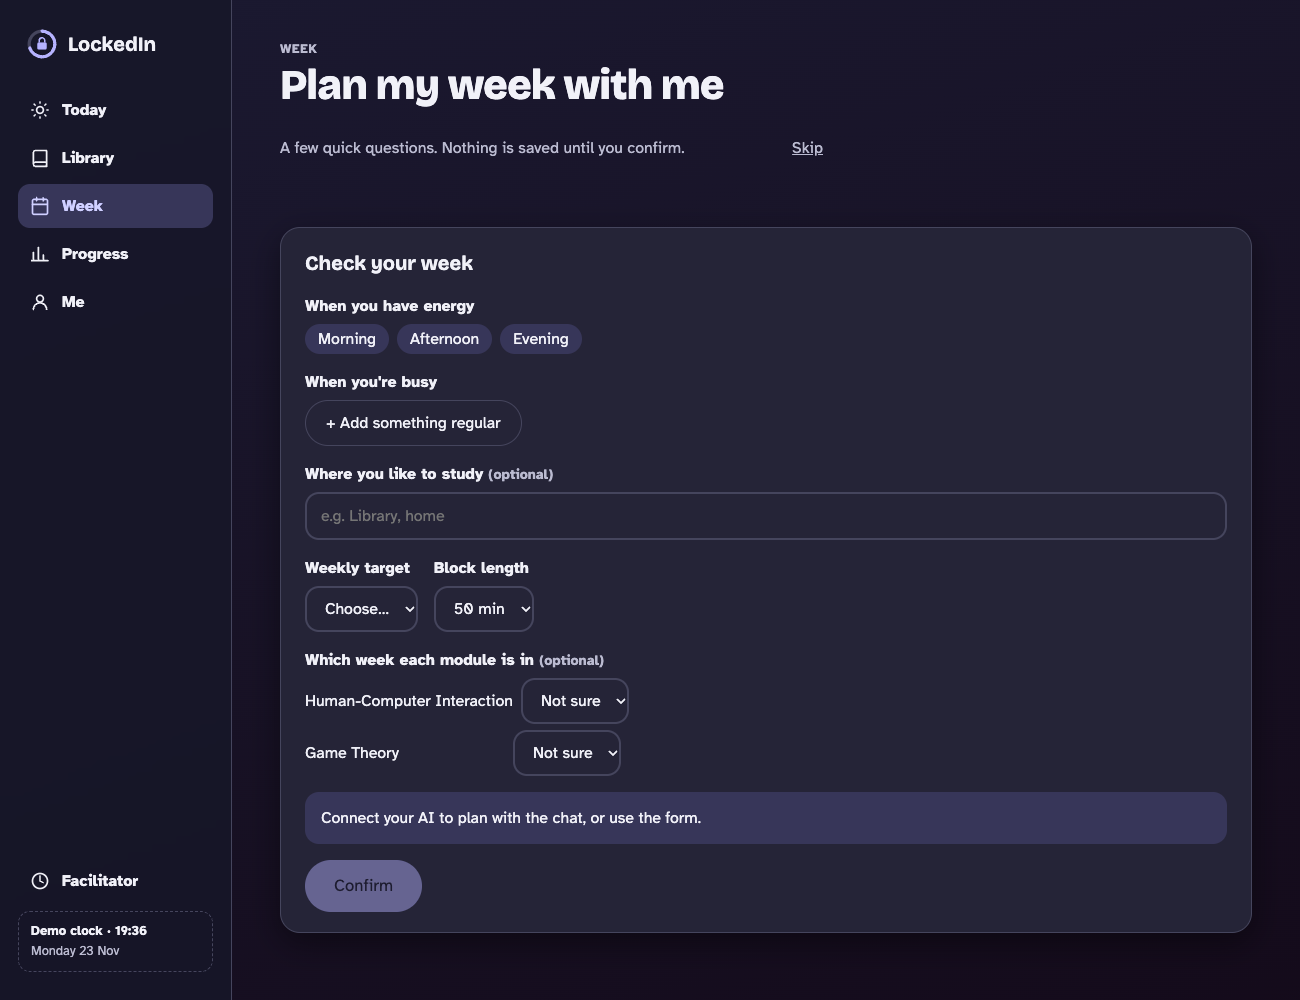 LockedIn
Today
Library
Week
Progress
Me
Facilitator
Demo clock • 19:36
Monday 23 Nov
WEEK
Plan my week with me
A few quick questions. Nothing is saved until you confirm.
Skip
Check your week
When you have energy
Morning Afternoon Evening
When you're busy
+ Add something regular
Where you like to study (optional)
e.g. Library, home
Weekly target Block length
Choose... 50 min
Which week each module is in (optional)
Human-Computer Interaction Not sure
Game Theory Not sure
Connect your AI to plan with the chat, or use the form.
Confirm